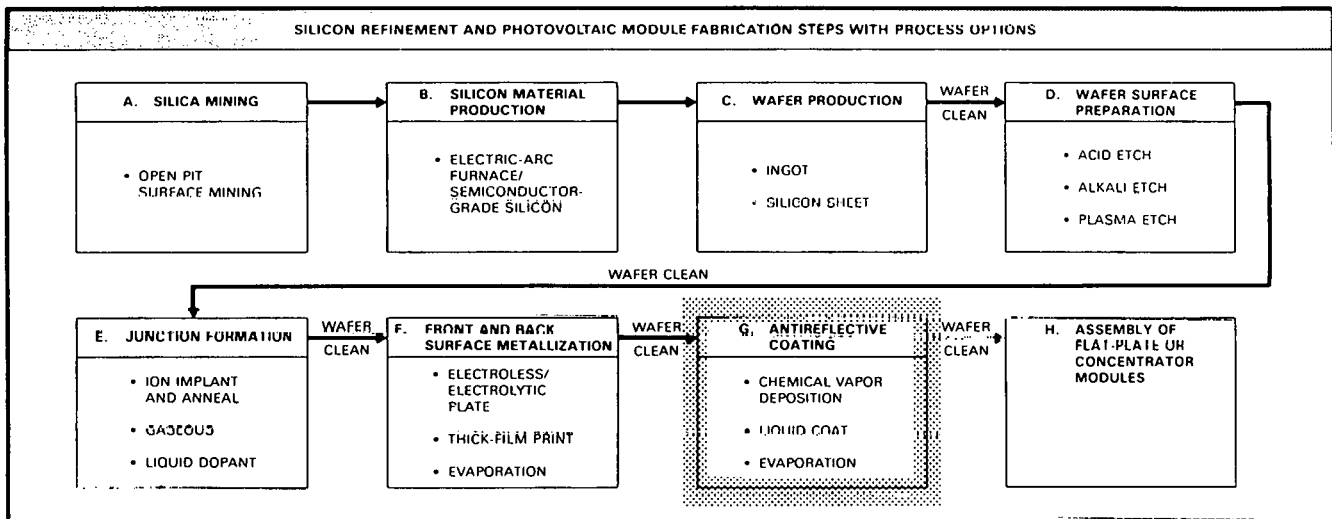 SILICON REFINEMENT AND PHOTOVOLTAIC MODULE FABRICATION STEPS WITH PROCESS OPTIONS
A. SILICA MINING
• OPEN PIT
SURFACE MINING
B. SILICON MATERIAL
PRODUCTION
• ELECTRIC-ARC
FURNACE/
SEMICONDUCTOR-
GRADE SILICON
C. WAFER PRODUCTION
• INGOT
• SILICON SHEET
WAFER
CLEAN
D. WAFER SURFACE
PREPARATION
• ACID ETCH
• ALKALI ETCH
• PLASMA ETCH
WAFER CLEAN
E. JUNCTION FORMATION
• ION IMPLANT
AND ANNEAL
• GASEOUS
• LIQUID DOPANT
WAFER
CLEAN
F. FRONT AND BACK
SURFACE METALLIZATION
• ELECTROLESS/
ELECTROLYTIC
PLATE
• THICK-FILM PRINT
• EVAPORATION
WAFER
CLEAN
G. ANTIREFLECTIVE
COATING
• CHEMICAL VAPOR
DEPOSITION
• LIQUID COAT
• EVAPORATION
WAFER
CLEAN
H. ASSEMBLY OF
FLAT-PLATE OR
CONCENTRATOR
MODULES